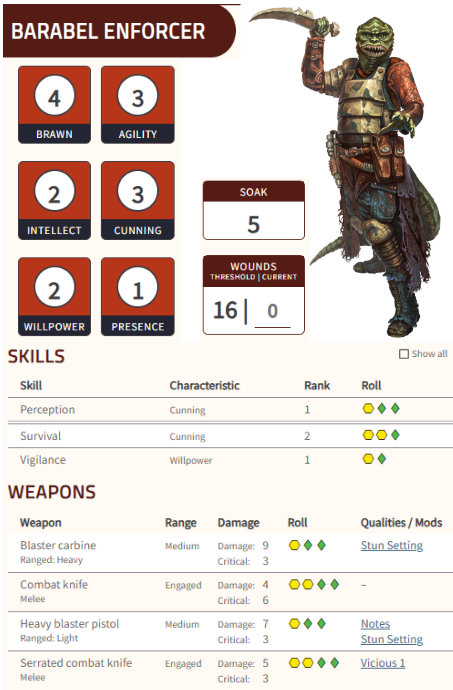 BARABEL ENFORCER
4 3
BRAWN AGILITY
2 3
INTELLECT CUNNING
2 1
WILLPOWER PRESENCE
SOAK
5
WOUNDS
THRESHOLD | CURRENT
16 | 0
SKILLS Show all
Skill Characteristic Rank Roll
Perception Cunning 1
Survival Cunning 2
Vigilance Willpower 1
WEAPONS
Weapon Range Damage Roll Qualities / Mods
Blaster carbine Medium Damage: 9 Stun Setting
Ranged: Heavy Critical: 3
Combat knife Engaged Damage: 4 –
Melee Critical: 6
Heavy blaster pistol Medium Damage: 7 Notes
Ranged: Light Critical: 3 Stun Setting
Serrated combat knife Engaged Damage: 5 Vicious 1
Melee Critical: 3